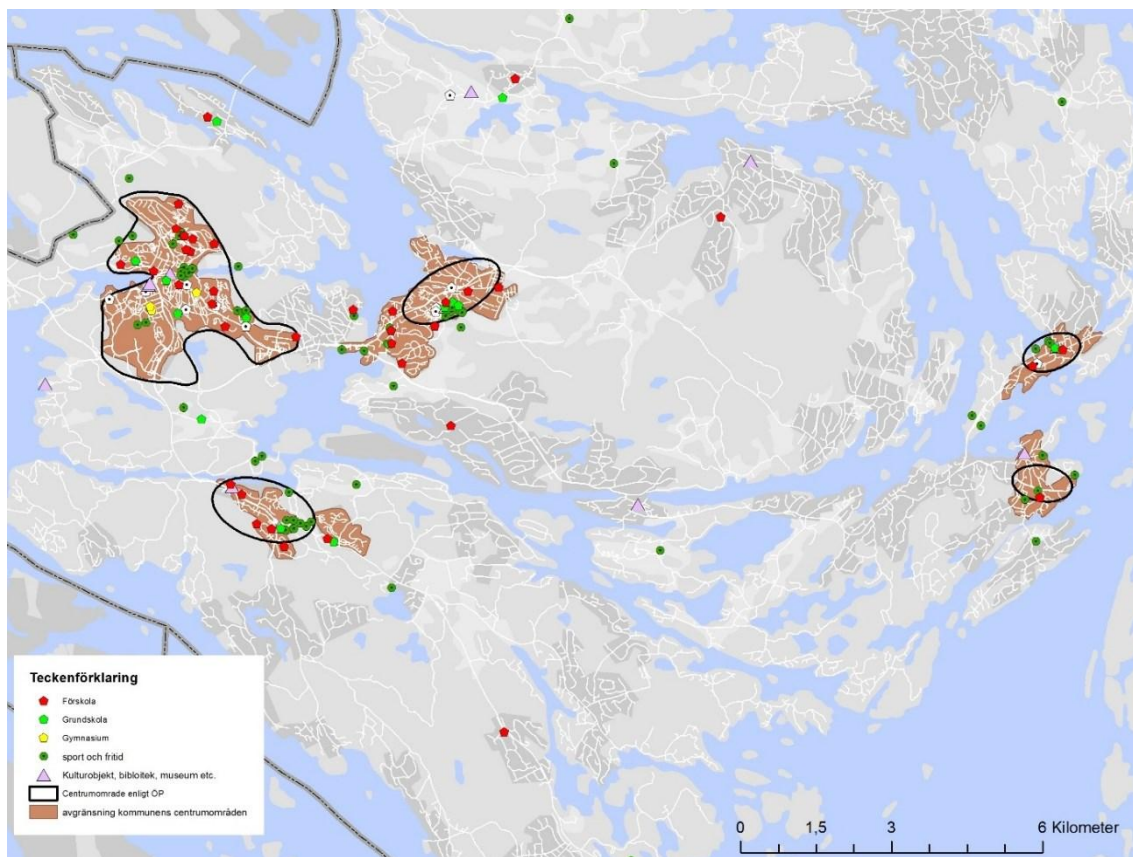 Teckenförklaring
Förskola
Grundskola
Gymnasium
sport och fritid
Kulturobjekt, bibloitek, museum etc.
Centrumområde enligt ÖP
avgränsning kommunens centrumområden
0 1,5 3 6 Kilometer